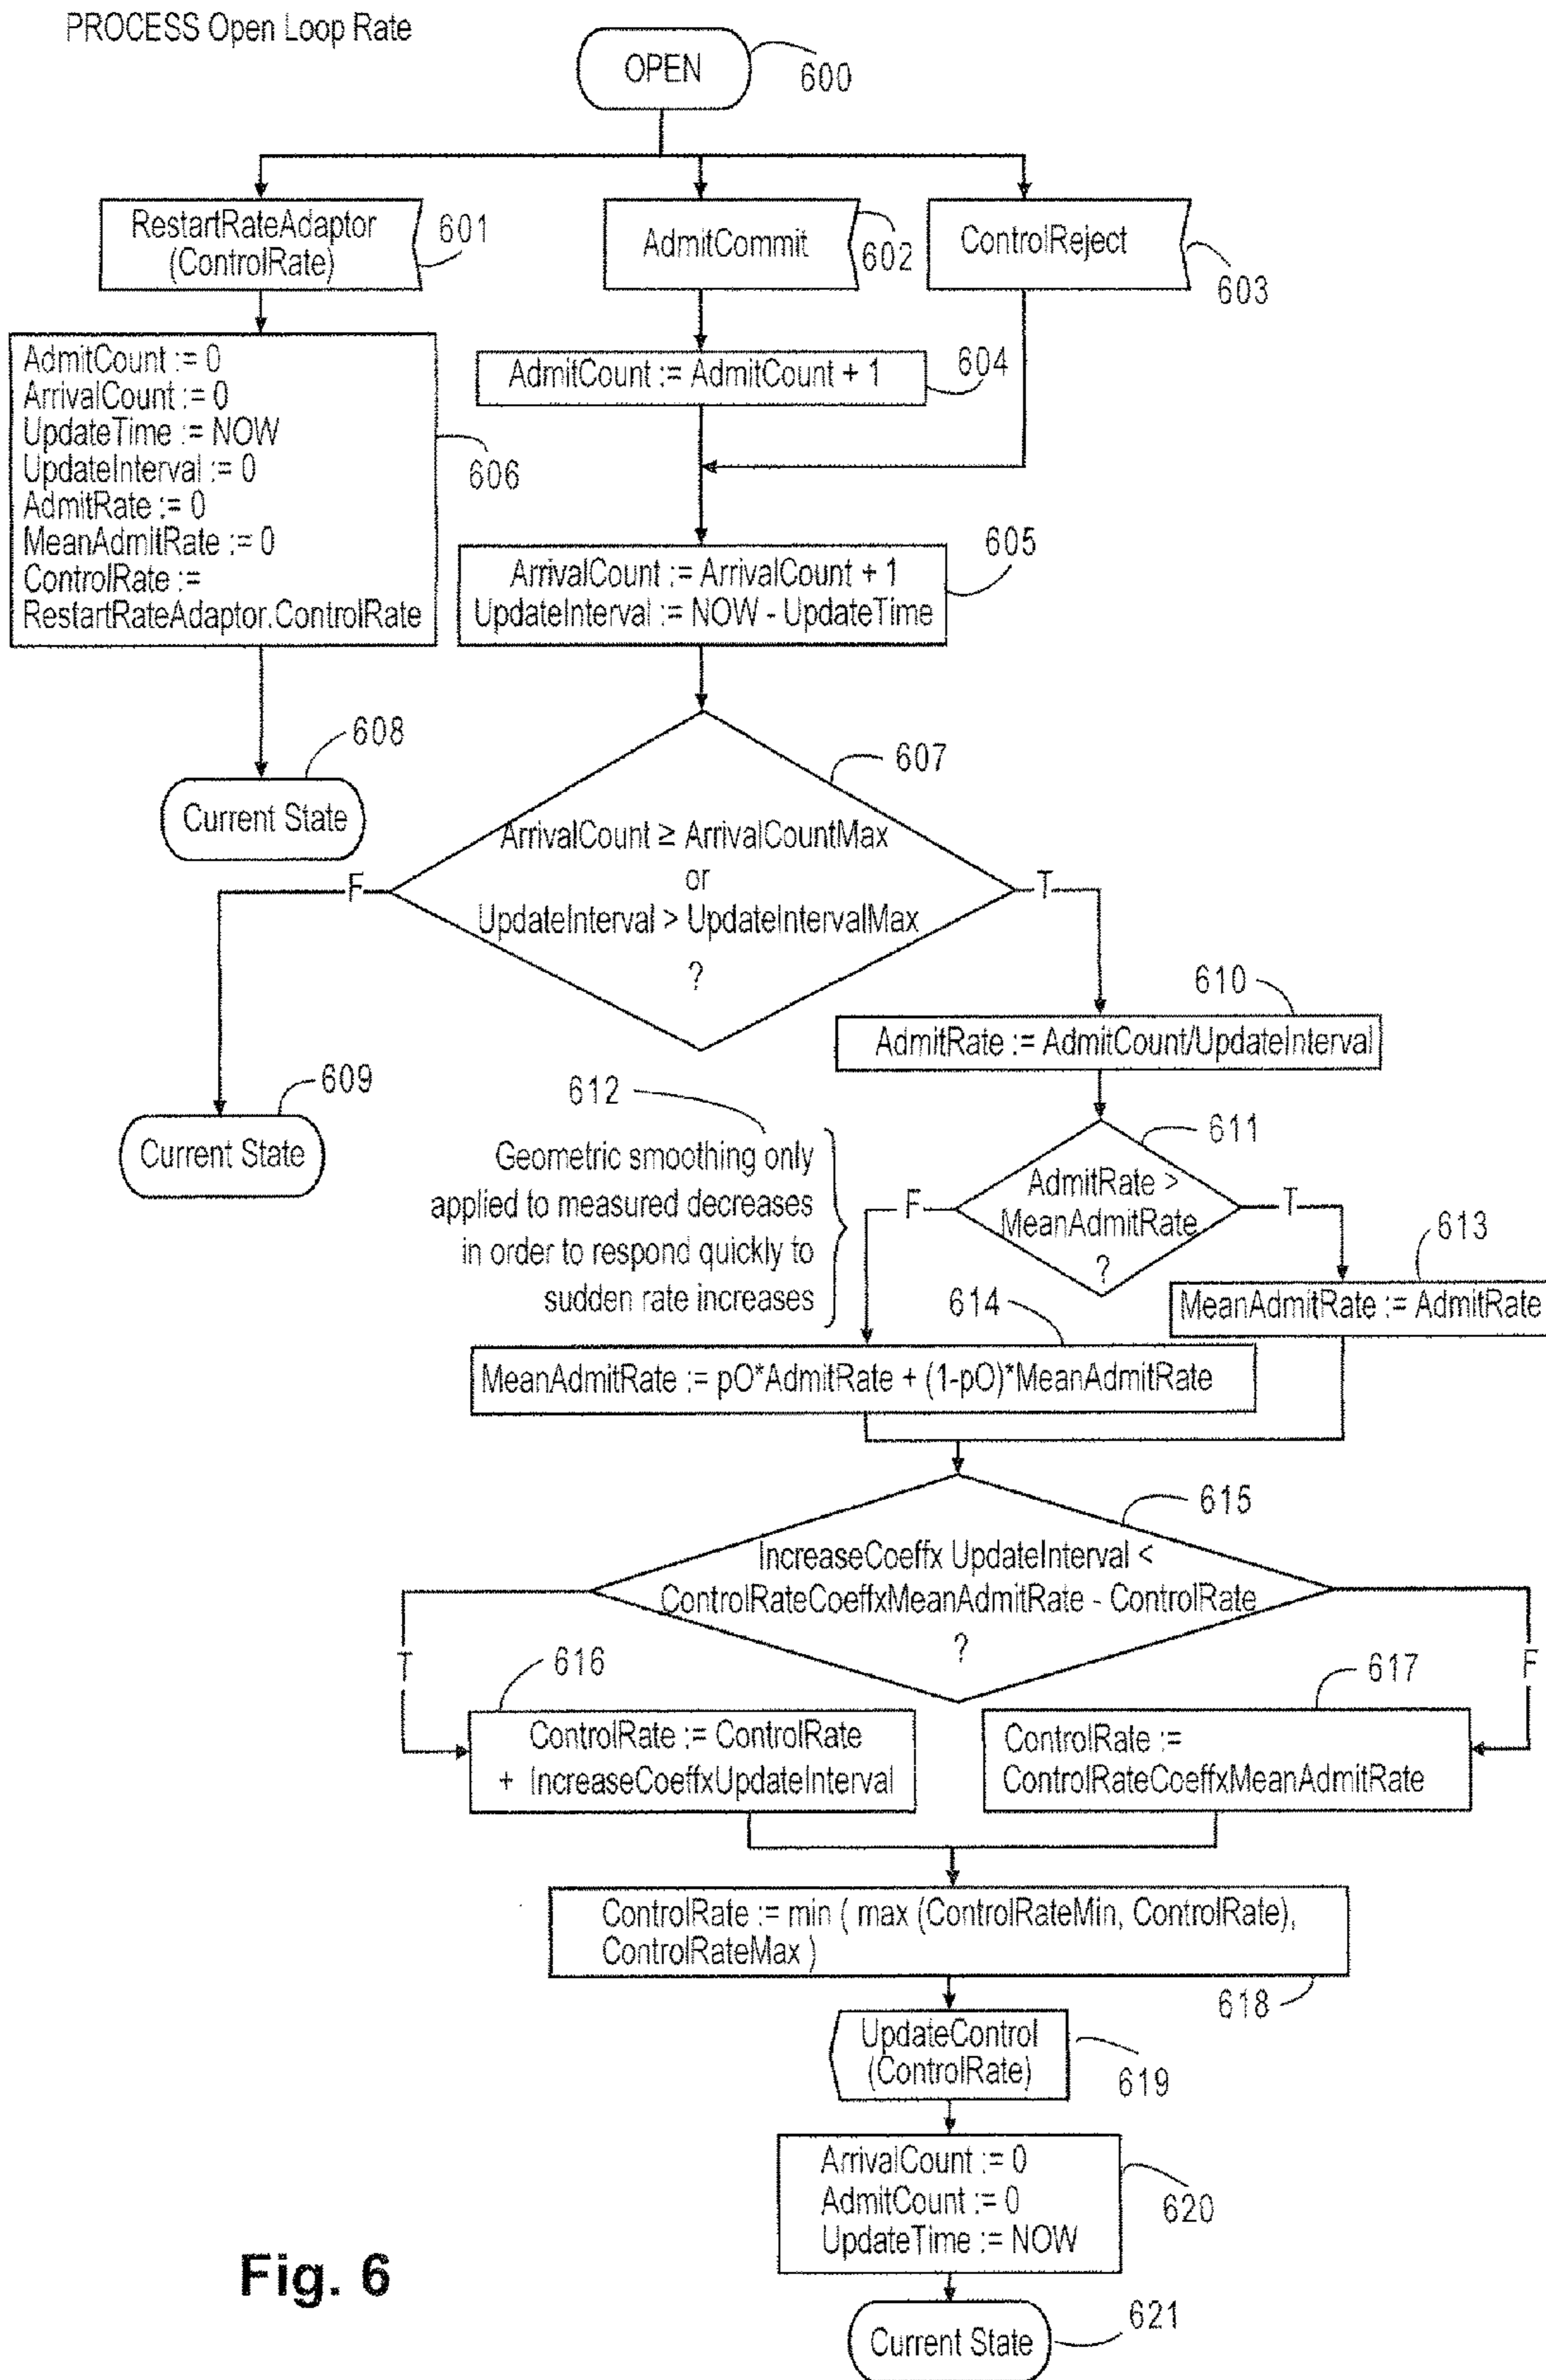 PROCESS Open Loop Rate
OPEN
600
RestartRateAdaptor
(ControlRate)
601
AdmitCommit
602
ControlReject
603
AdmitCount := 0
ArrivalCount := 0
UpdateTime := NOW
UpdateInterval := 0
AdmitRate := 0
MeanAdmitRate := 0
ControlRate :=
RestartRateAdaptor.ControlRate
606
AdmitCount := AdmitCount + 1
604
ArrivalCount := ArrivalCount + 1
UpdateInterval := NOW - UpdateTime
605
608
Current State
607
ArrivalCount ≥ ArrivalCountMax
or
UpdateInterval > UpdateIntervalMax
?
F
T
609
Current State
610
AdmitRate := AdmitCount/UpdateInterval
612
Geometric smoothing only
applied to measured decreases
in order to respond quickly to
sudden rate increases
611
AdmitRate >
MeanAdmitRate
?
F
T
613
MeanAdmitRate := AdmitRate
614
MeanAdmitRate := pO*AdmitRate + (1-pO)*MeanAdmitRate
615
IncreaseCoeffx UpdateInterval <
ControlRateCoeffxMeanAdmitRate - ControlRate
?
T
F
616
ControlRate := ControlRate
+ IncreaseCoeffxUpdateInterval
617
ControlRate :=
ControlRateCoeffxMeanAdmitRate
ControlRate := min ( max (ControlRateMin, ControlRate),
ControlRateMax )
618
UpdateControl
(ControlRate)
619
ArrivalCount := 0
AdmitCount := 0
UpdateTime := NOW
620
Current State
621
Fig. 6